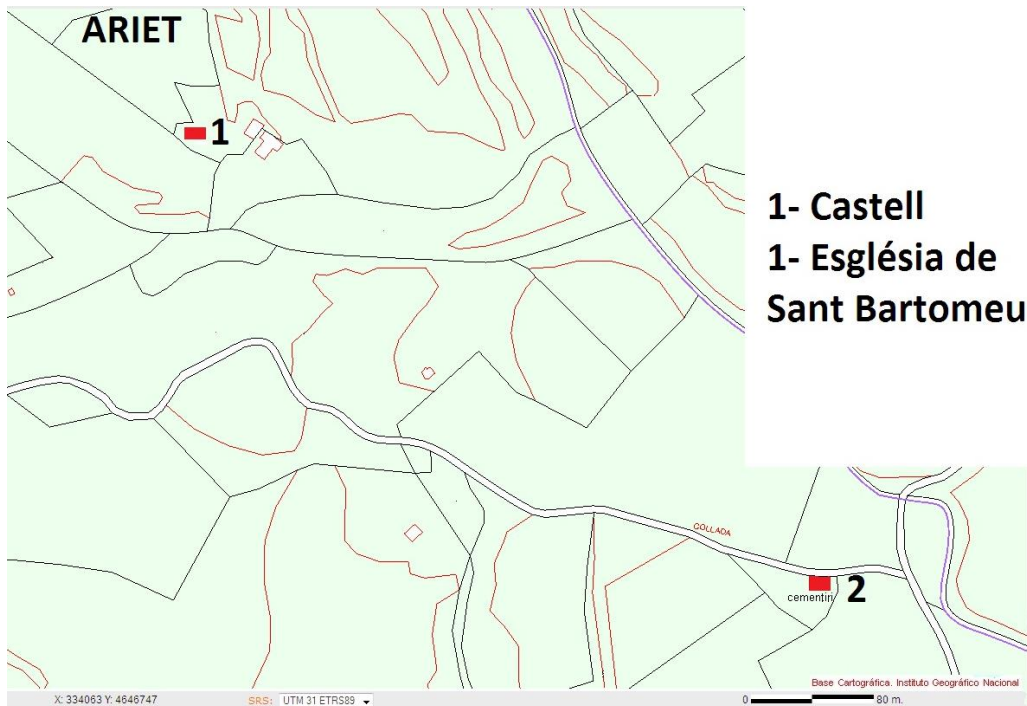 ARIET
1
1- Castell
1- Església de
Sant Bartomeu
COLLADA
cementiri
2
Base Cartográfica. Instituto Geográfico Nacional
X: 334063 Y: 4646747 SRS: UTM 31 ETRS89 0 80 m.